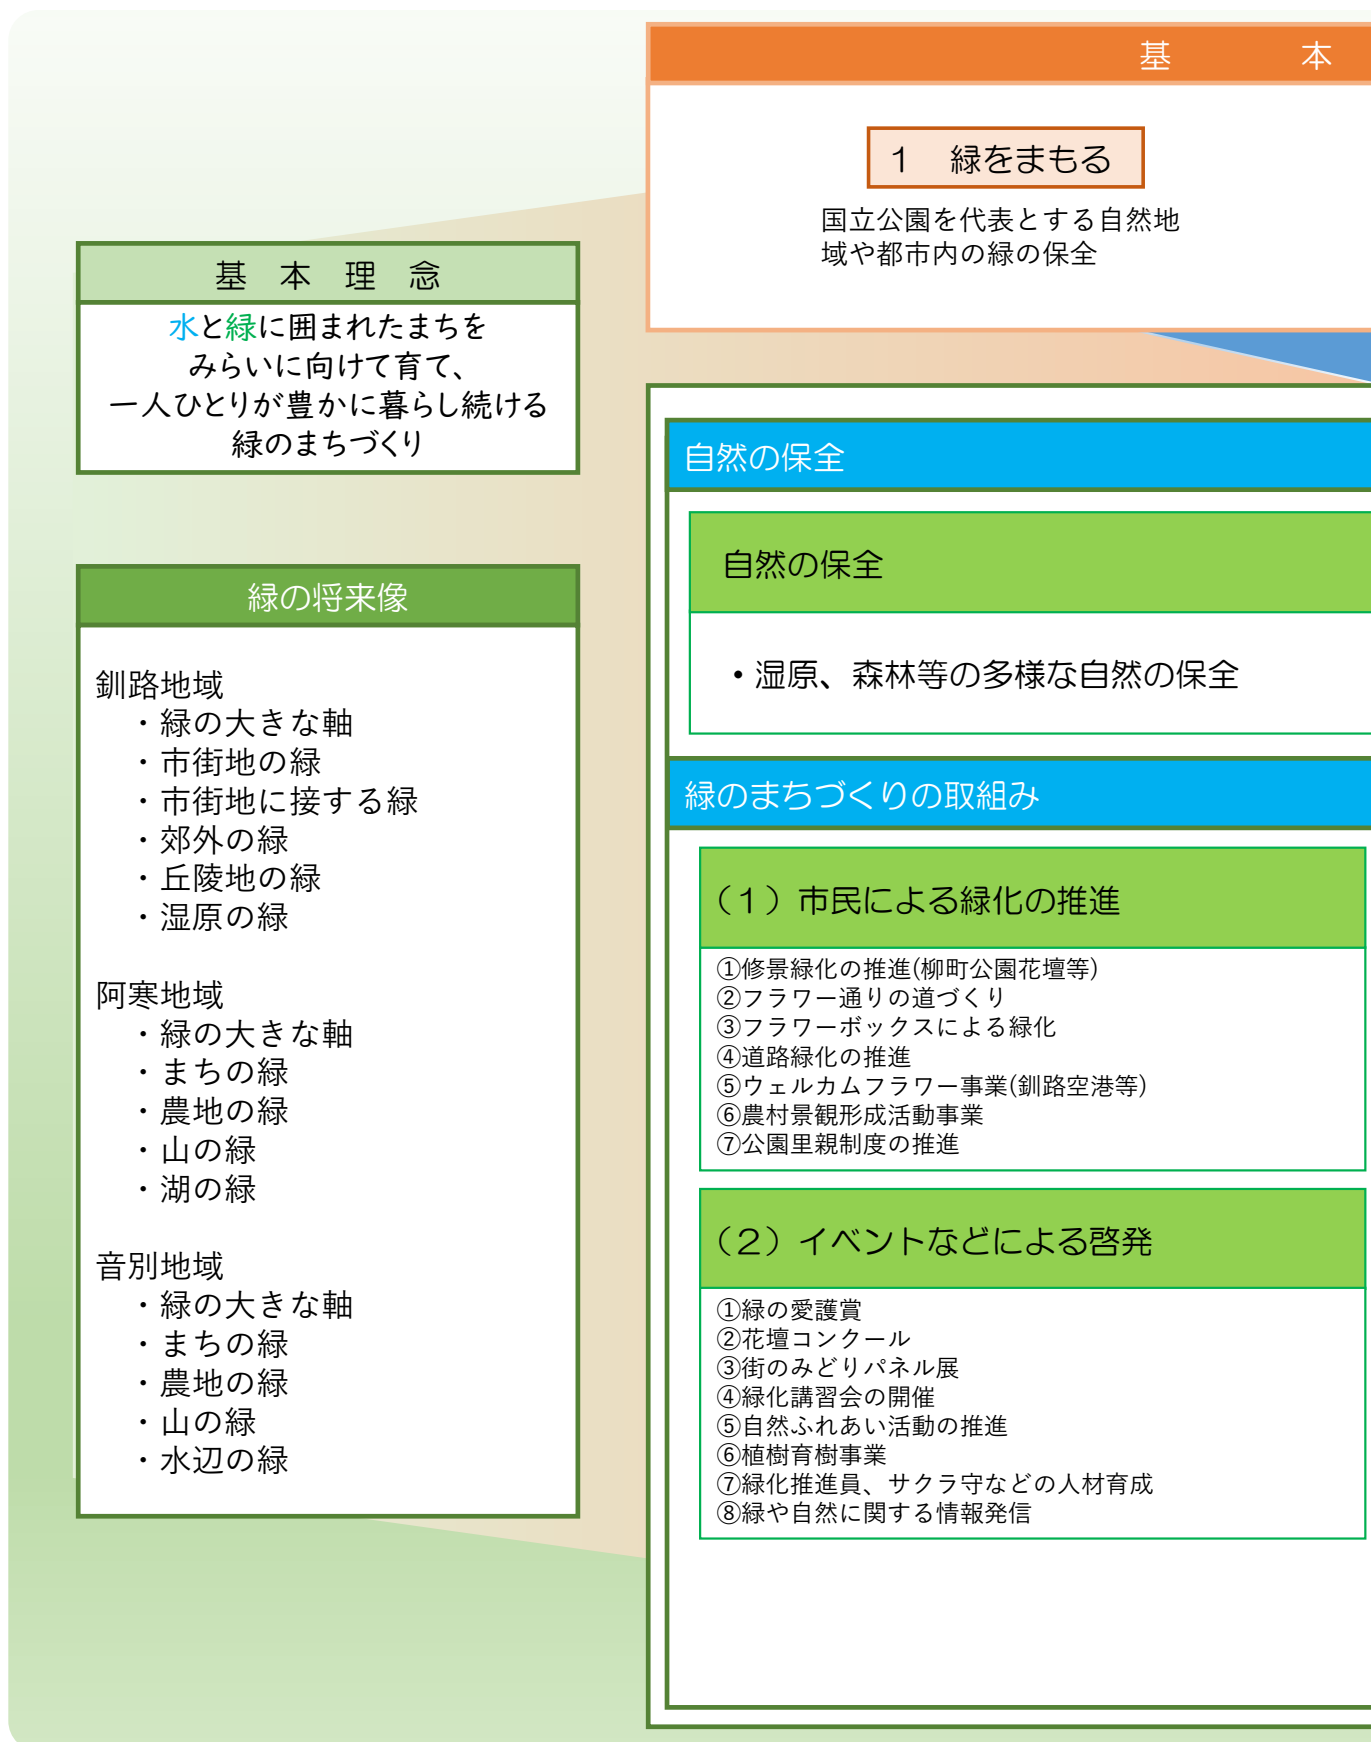 基本
１　緑をまもる
国立公園を代表とする自然地
域や都市内の緑の保全
基本理念
水と緑に囲まれたまちを
みらいに向けて育て、
一人ひとりが豊かに暮らし続ける
緑のまちづくり
緑の将来像
釧路地域
・緑の大きな軸
・市街地の緑
・市街地に接する緑
・郊外の緑
・丘陵地の緑
・湿原の緑
阿寒地域
・緑の大きな軸
・まちの緑
・農地の緑
・山の緑
・湖の緑
音別地域
・緑の大きな軸
・まちの緑
・農地の緑
・山の緑
・水辺の緑
自然の保全
自然の保全
・湿原、森林等の多様な自然の保全
緑のまちづくりの取組み
（１）市民による緑化の推進
①修景緑化の推進(柳町公園花壇等)
②フラワー通りの道づくり
③フラワーボックスによる緑化
④道路緑化の推進
⑤ウェルカムフラワー事業(釧路空港等)
⑥農村景観形成活動事業
⑦公園里親制度の推進
（２）イベントなどによる啓発
①緑の愛護賞
②花壇コンクール
③街のみどりパネル展
④緑化講習会の開催
⑤自然ふれあい活動の推進
⑥植樹育樹事業
⑦緑化推進員、サクラ守などの人材育成
⑧緑や自然に関する情報発信